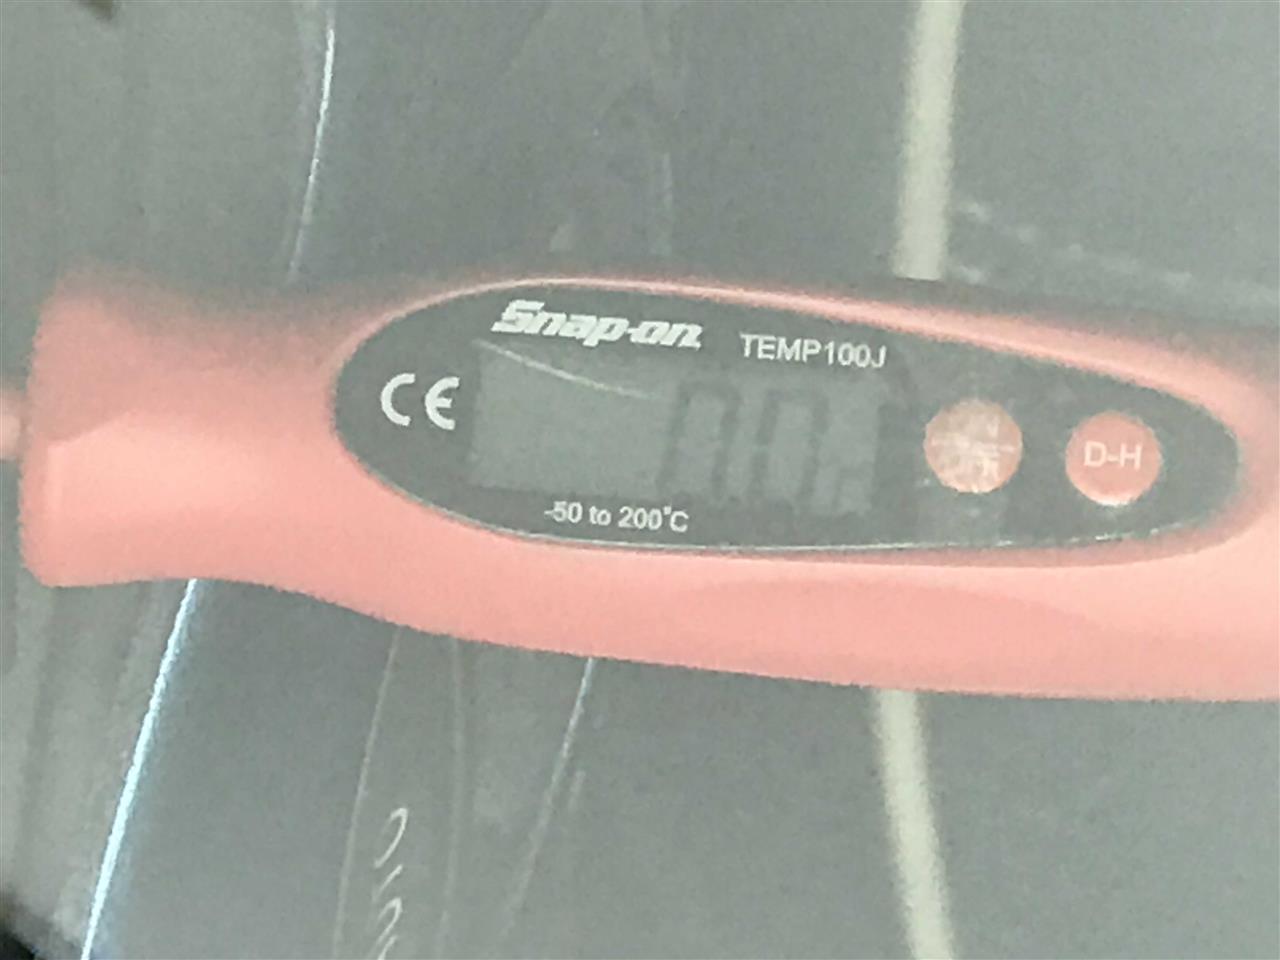 Snap-on
TEMP100J
CE
D-H
-50 to 200°C